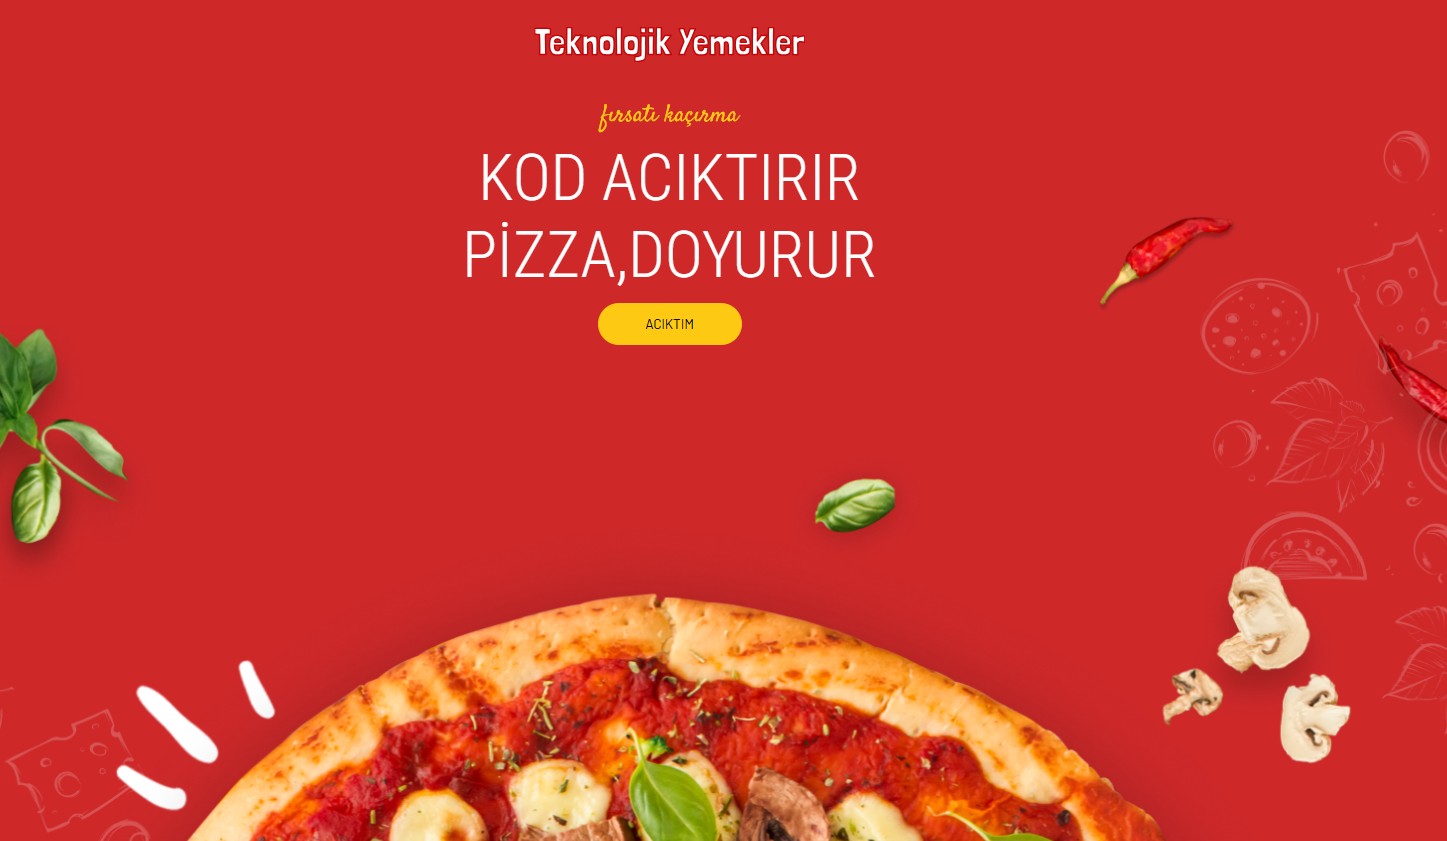 Teknolojik Yemekler
fırsatı kaçırma
KOD ACIKTIRIR
PİZZA,DOYURUR
ACIKTIM